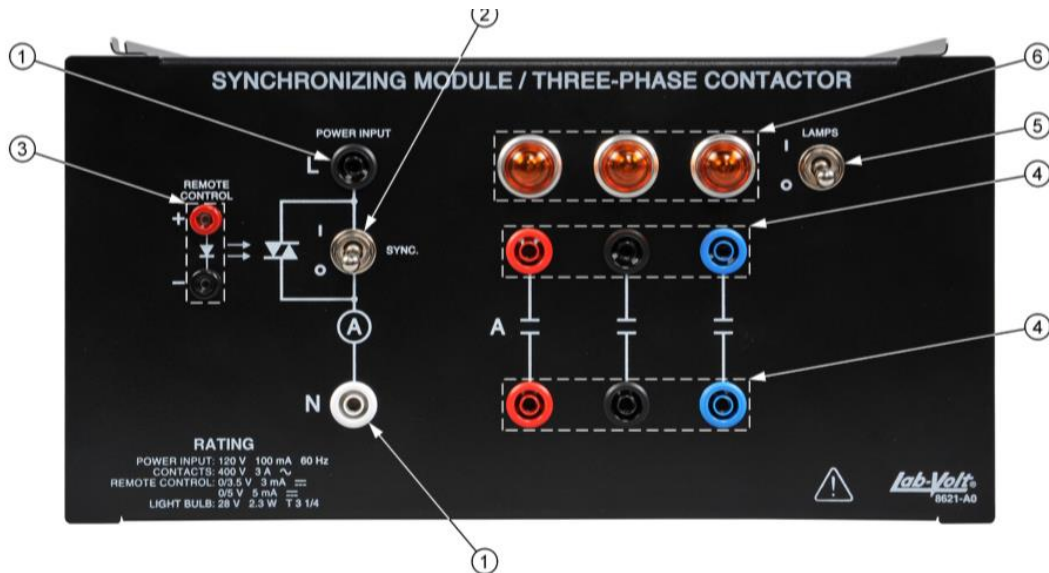 2
1
6
SYNCHRONIZING MODULE / THREE-PHASE CONTACTOR
POWER INPUT
LAMPS
5
3
L
I
O
4
REMOTE
CONTROL
+
−
I
O
SYNC.
A
A
4
N
RATING
POWER INPUT: 120 V 100 mA 60 Hz
CONTACTS: 400 V 3 A ∿
REMOTE CONTROL: 0/3.5 V 3 mA ⎓
0/5 V 5 mA ⎓
LIGHT BULB: 28 V 2.3 W T 3 1/4
!
Lab-Volt®
8621-A0
1